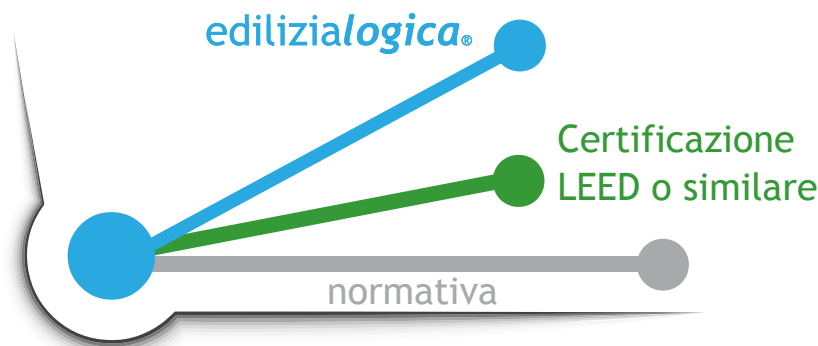 edilizialogica®
Certificazione
LEED o similare
normativa